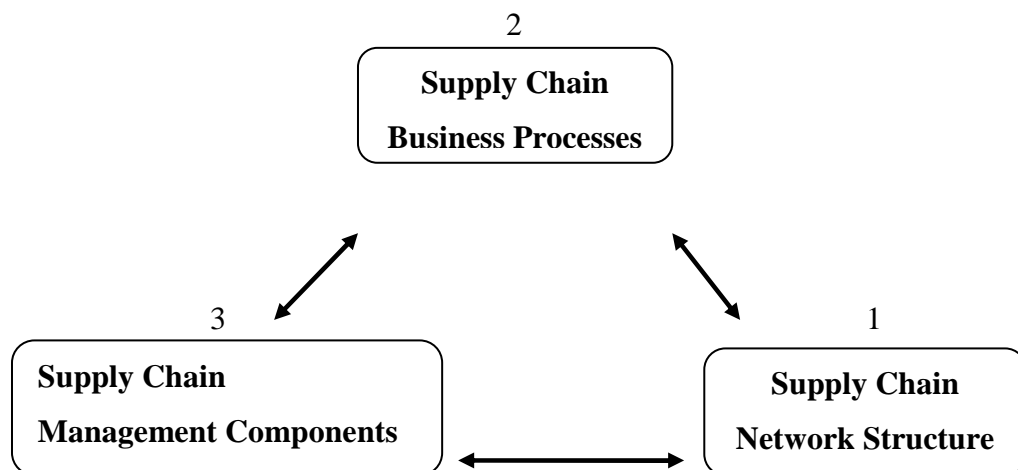 2
Supply Chain
Business Processes
3
Supply Chain
Management Components
1
Supply Chain
Network Structure